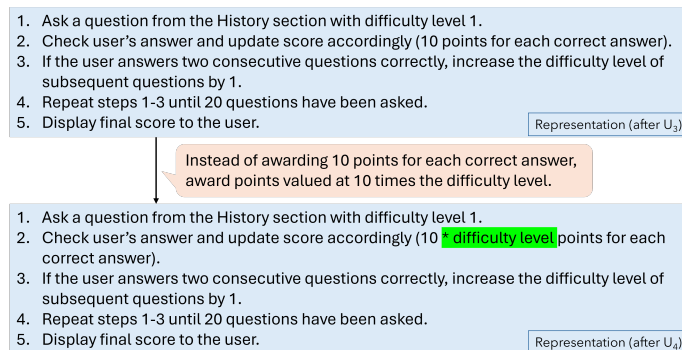 1. Ask a question from the History section with difficulty level 1.
2. Check user's answer and update score accordingly (10 points for each correct answer).
3. If the user answers two consecutive questions correctly, increase the difficulty level of
subsequent questions by 1.
4. Repeat steps 1-3 until 20 questions have been asked.
5. Display final score to the user.
Representation (after U₃)
Instead of awarding 10 points for each correct answer,
award points valued at 10 times the difficulty level.
1. Ask a question from the History section with difficulty level 1.
2. Check user's answer and update score accordingly (10 * difficulty level points for each
correct answer).
3. If the user answers two consecutive questions correctly, increase the difficulty level of
subsequent questions by 1.
4. Repeat steps 1-3 until 20 questions have been asked.
5. Display final score to the user.
Representation (after U₄)